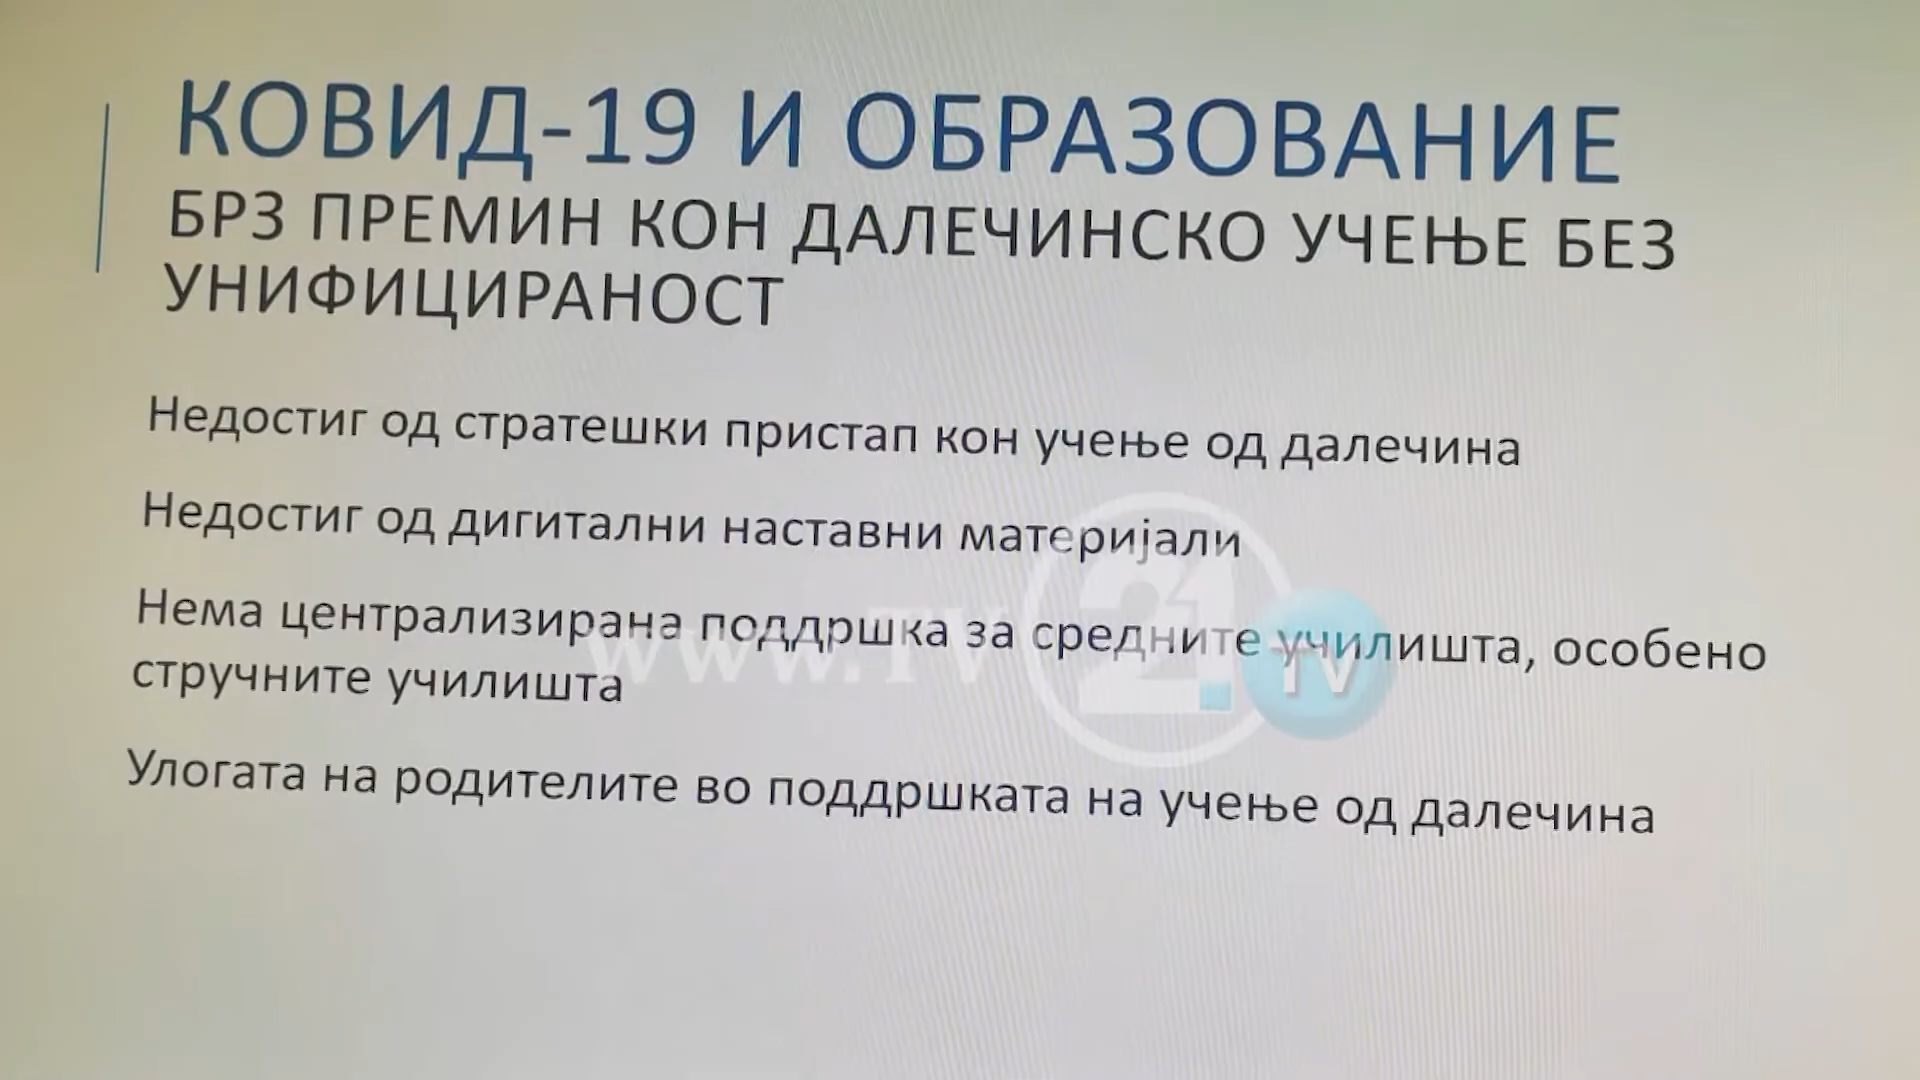 КОВИД-19 И ОБРАЗОВАНИЕ
БРЗ ПРЕМИН КОН ДАЛЕЧИНСКО УЧЕЊЕ БЕЗ
УНИФИЦИРАНОСТ
Недостиг од стратешки пристап кон учење од далечина
Недостиг од дигитални наставни материјали
Нема централизирана поддршка за средните училишта, особено
стручните училишта
Улогата на родителите во поддршката на учење од далечина
www.TV21 TV